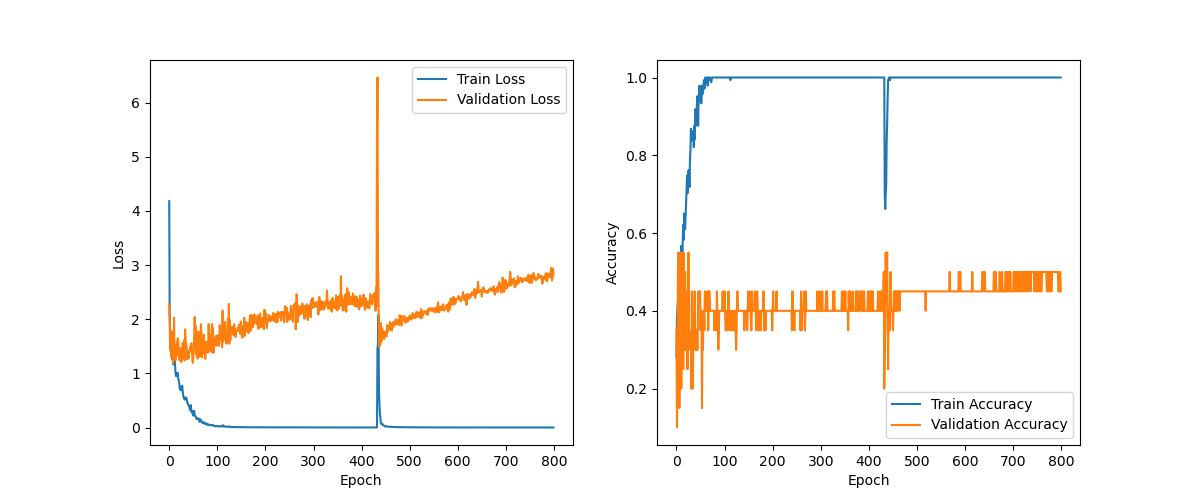 Train Loss
Validation Loss
6
5
4
3
2
1
0
Loss
0 100 200 300 400 500 600 700 800
Epoch
1.0
0.8
0.6
0.4
0.2
Accuracy
Train Accuracy
Validation Accuracy
0 100 200 300 400 500 600 700 800
Epoch